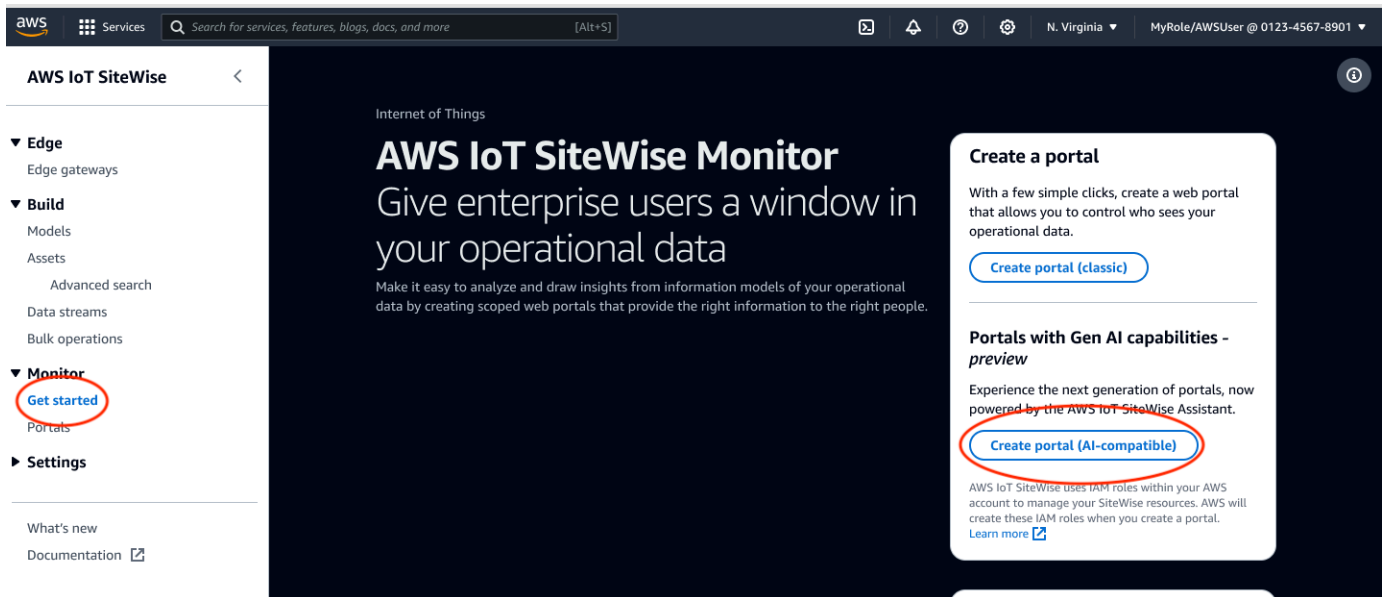 aws
Services
Search for services, features, blogs, docs, and more
[Alt+S]
N. Virginia
MyRole/AWSUser @ 0123-4567-8901
AWS IoT SiteWise
Edge
Edge gateways
Build
Models
Assets
Advanced search
Data streams
Bulk operations
Monitor
Get started
Portals
Settings
What's new
Documentation
Internet of Things
AWS IoT SiteWise Monitor
Give enterprise users a window in
your operational data
Make it easy to analyze and draw insights from information models of your operational
data by creating scoped web portals that provide the right information to the right people.
Create a portal
With a few simple clicks, create a web portal
that allows you to control who sees your
operational data.
Create portal (classic)
Portals with Gen AI capabilities -
preview
Experience the next generation of portals, now
powered by the AWS IoT SiteWise Assistant.
Create portal (AI-compatible)
AWS IoT SiteWise uses IAM roles within your AWS
account to manage your SiteWise resources. AWS will
create these IAM roles when you create a portal.
Learn more